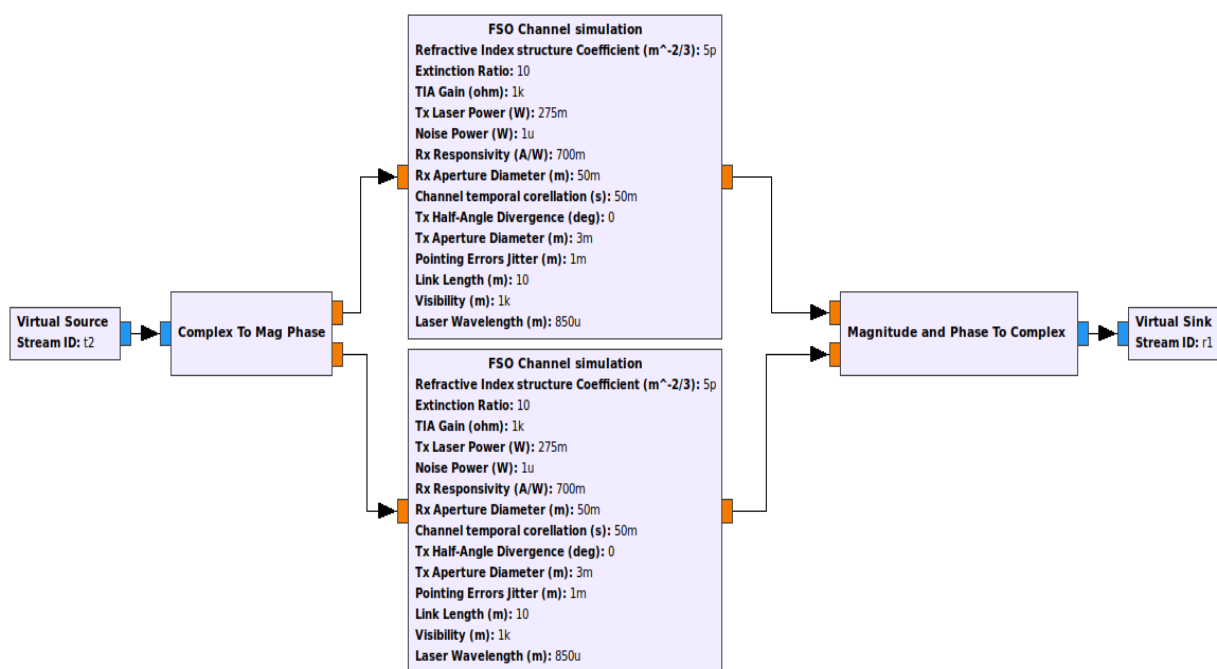 Virtual Source
Stream ID: t2
Complex To Mag Phase
FSO Channel simulation
Refractive Index structure Coefficient (m^-2/3): 5p
Extinction Ratio: 10
TIA Gain (ohm): 1k
Tx Laser Power (W): 275m
Noise Power (W): 1u
Rx Responsivity (A/W): 700m
Rx Aperture Diameter (m): 50m
Channel temporal corellation (s): 50m
Tx Half-Angle Divergence (deg): 0
Tx Aperture Diameter (m): 3m
Pointing Errors Jitter (m): 1m
Link Length (m): 10
Visibility (m): 1k
Laser Wavelength (m): 850u
FSO Channel simulation
Refractive Index structure Coefficient (m^-2/3): 5p
Extinction Ratio: 10
TIA Gain (ohm): 1k
Tx Laser Power (W): 275m
Noise Power (W): 1u
Rx Responsivity (A/W): 700m
Rx Aperture Diameter (m): 50m
Channel temporal corellation (s): 50m
Tx Half-Angle Divergence (deg): 0
Tx Aperture Diameter (m): 3m
Pointing Errors Jitter (m): 1m
Link Length (m): 10
Visibility (m): 1k
Laser Wavelength (m): 850u
Magnitude and Phase To Complex
Virtual Sink
Stream ID: r1